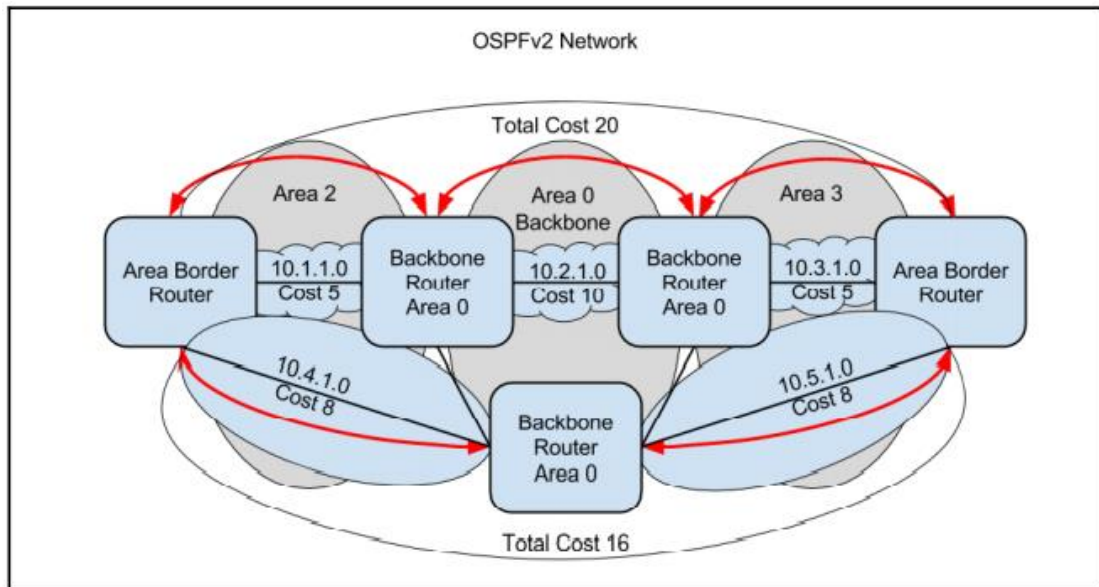 OSPFv2 Network
Total Cost 20
Area 2
Area 0
Backbone
Area 3
Area Border
Router
10.1.1.0
Cost 5
Backbone
Router
Area 0
10.2.1.0
Cost 10
Backbone
Router
Area 0
10.3.1.0
Cost 5
Area Border
Router
10.4.1.0
Cost 8
Backbone
Router
Area 0
10.5.1.0
Cost 8
Total Cost 16